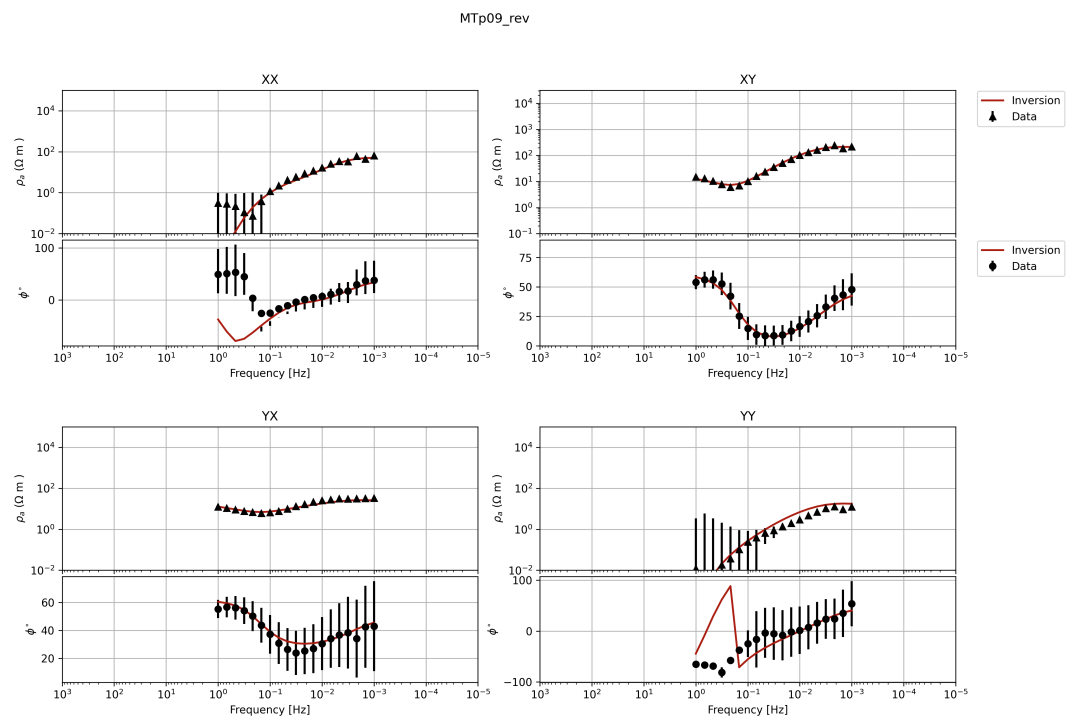 MTp09_rev
XX
XY
10⁴
10²
10⁰
10⁻²
ρₐ (Ω m )
10⁴
10³
10²
10¹
10⁰
10⁻¹
ρₐ (Ω m )
Inversion
Data
100
0
ϕ°
10³ 10² 10¹ 10⁰ 10⁻¹ 10⁻² 10⁻³ 10⁻⁴ 10⁻⁵
Frequency [Hz]
75
50
25
0
ϕ°
10³ 10² 10¹ 10⁰ 10⁻¹ 10⁻² 10⁻³ 10⁻⁴ 10⁻⁵
Frequency [Hz]
Inversion
Data
YX
YY
10⁴
10²
10⁰
10⁻²
ρₐ (Ω m )
10⁴
10²
10⁰
10⁻²
ρₐ (Ω m )
60
40
20
ϕ°
10³ 10² 10¹ 10⁰ 10⁻¹ 10⁻² 10⁻³ 10⁻⁴ 10⁻⁵
Frequency [Hz]
100
0
−100
ϕ°
10³ 10² 10¹ 10⁰ 10⁻¹ 10⁻² 10⁻³ 10⁻⁴ 10⁻⁵
Frequency [Hz]